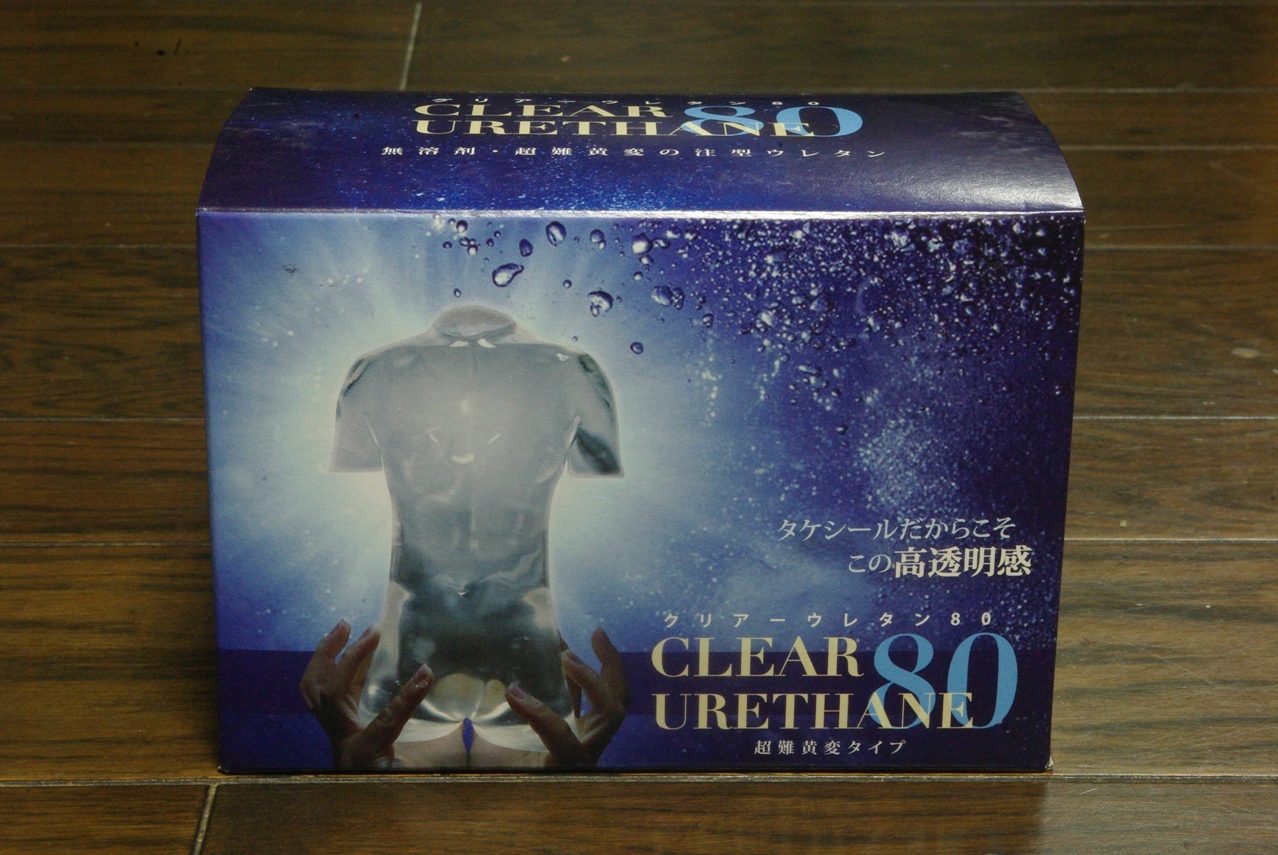 クリアーウレタン80
CLEAR 80
URETHANE
無溶剤・超難黄変の注型ウレタン
タケシールだからこそ
この高透明感
クリアーウレタン80
CLEAR 80
URETHANE
超難黄変タイプ